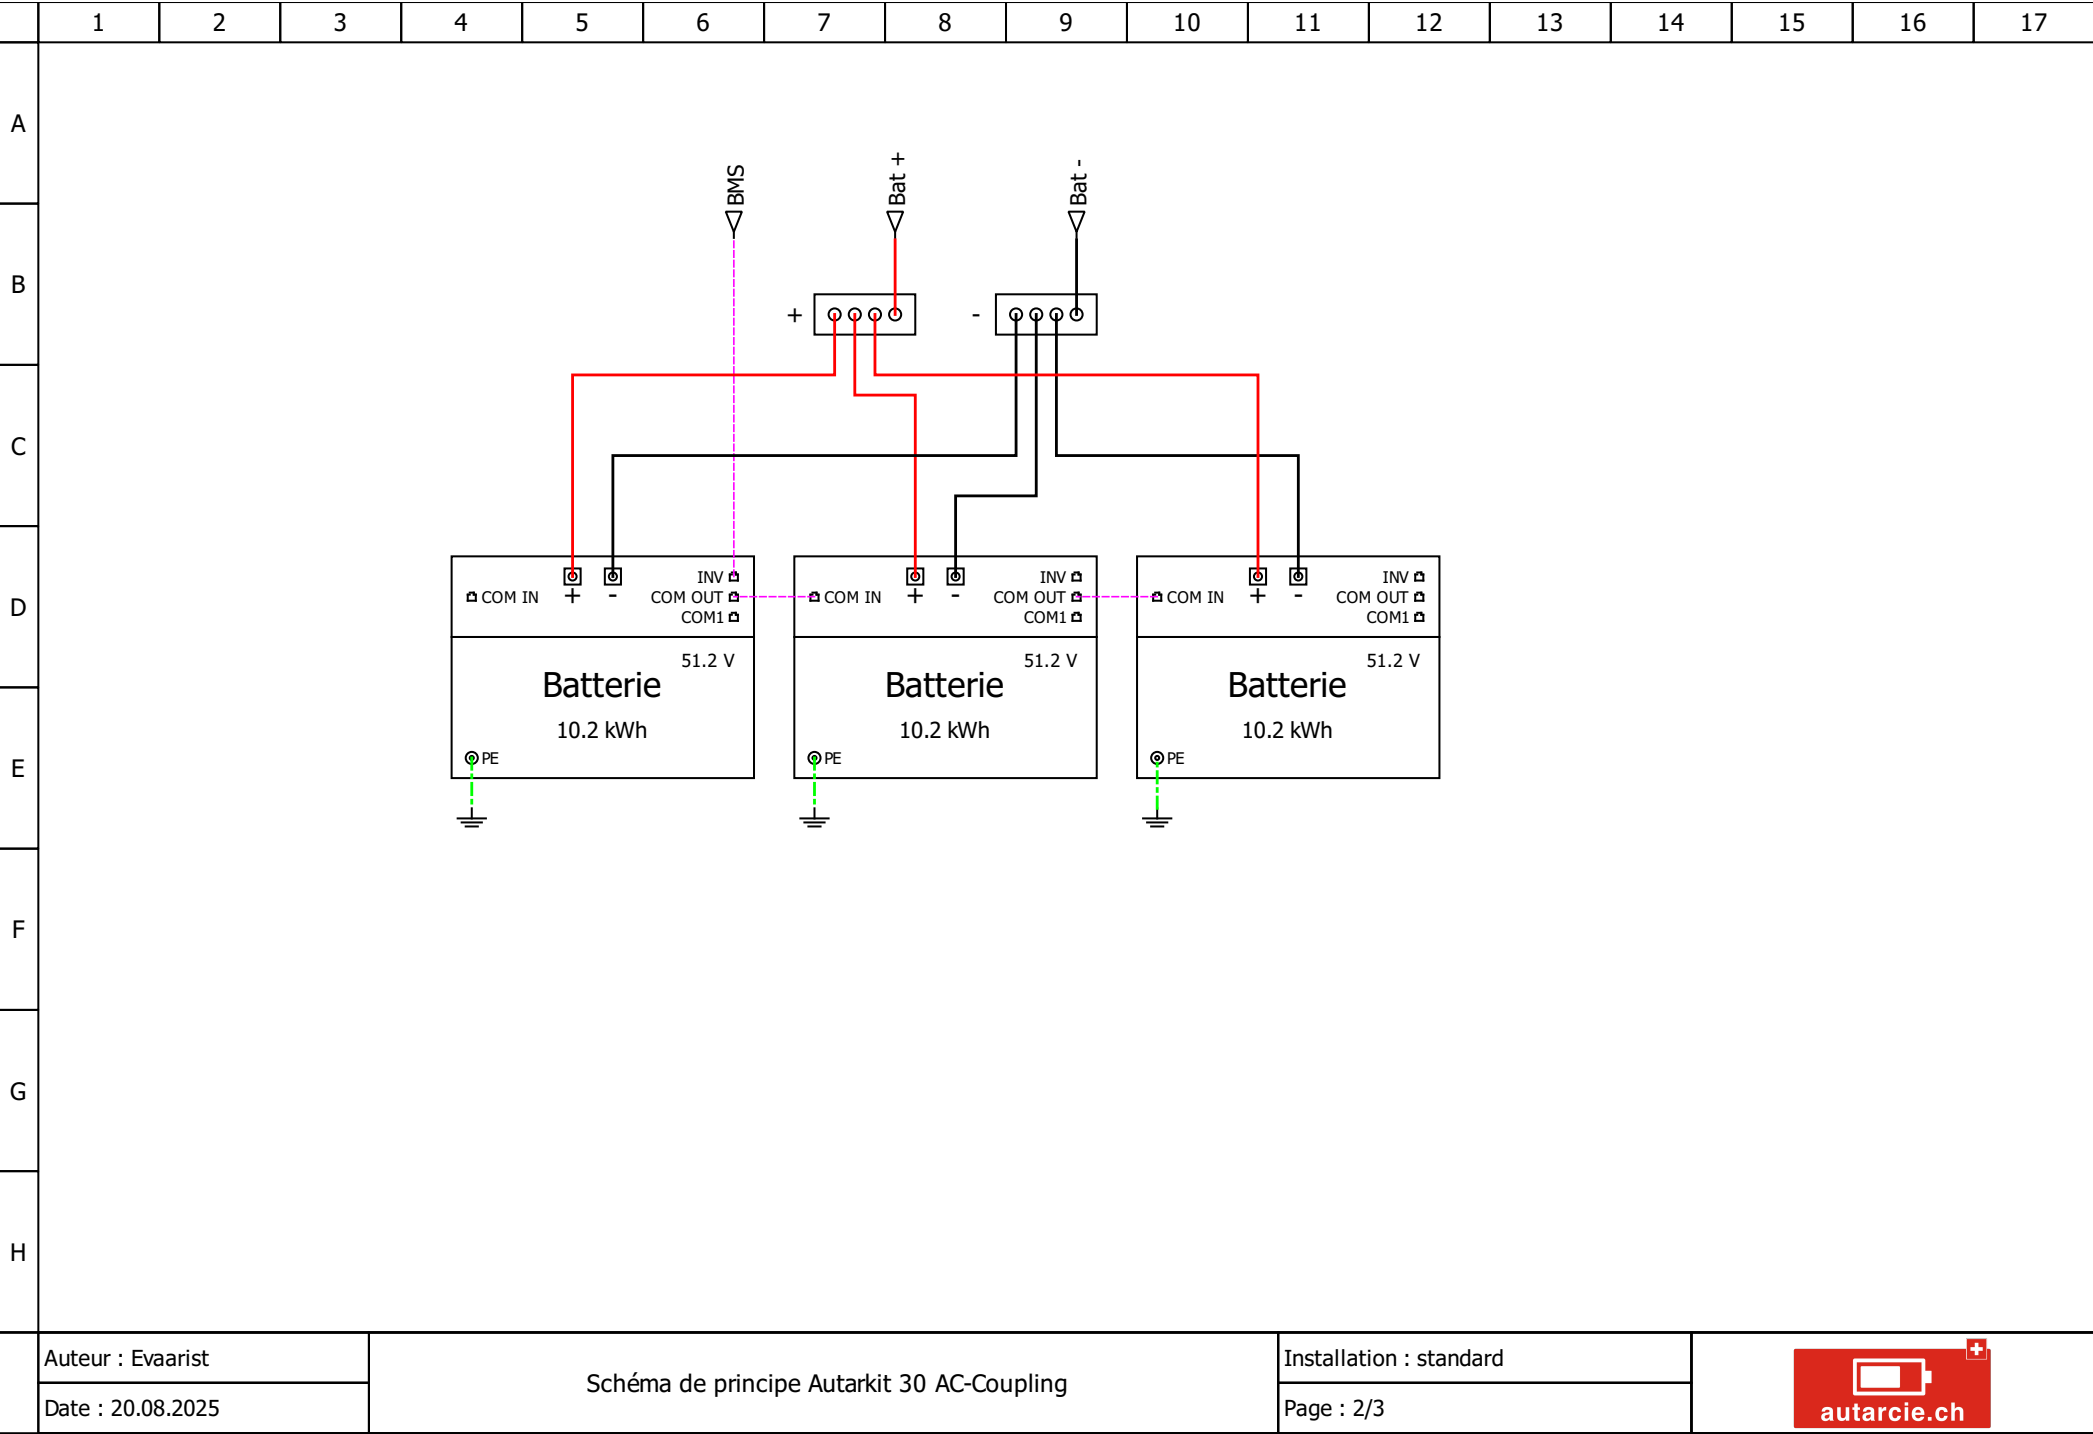 1 2 3 4 5 6 7 8 9 10 11 12 13 14 15 16 17
A
BMS Bat + Bat -
B
+ -
C
D
INV INV INV
COM IN + - COM OUT COM IN + - COM OUT COM IN + - COM OUT
COM1 COM1 COM1
51.2 V 51.2 V 51.2 V
Batterie Batterie Batterie
10.2 kWh 10.2 kWh 10.2 kWh
E
PE PE PE
F
G
H
Auteur : Evaarist
Date : 20.08.2025
Schéma de principe Autarkit 30 AC-Coupling
Installation : standard
Page : 2/3
autarcie.ch